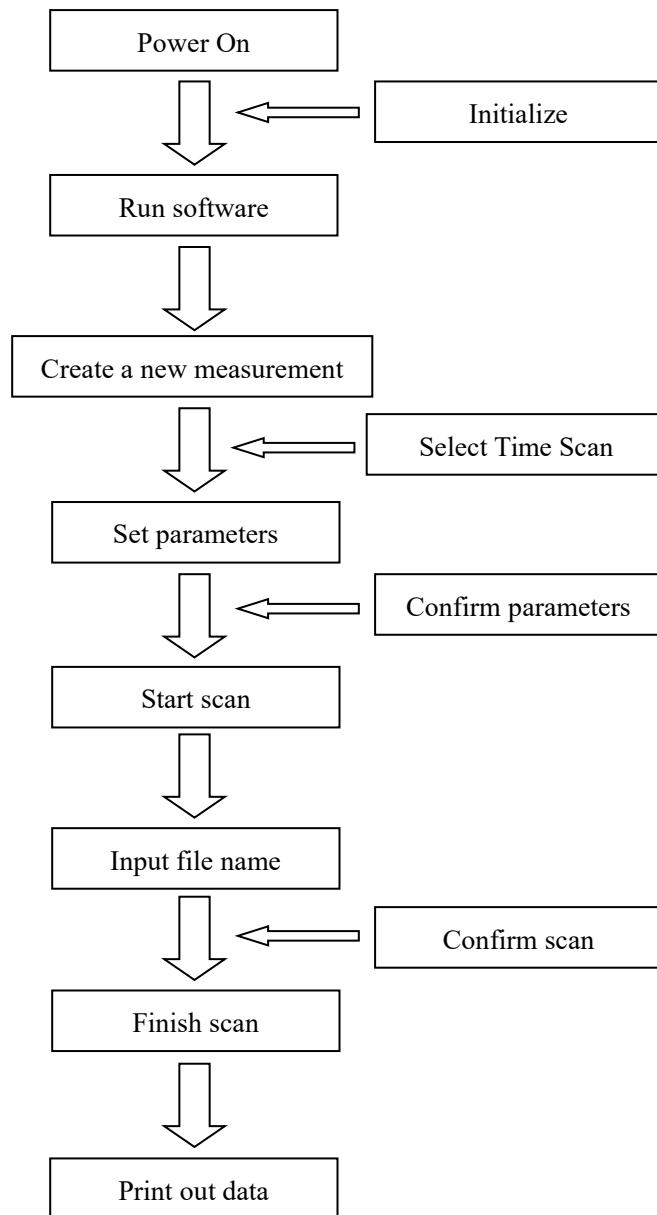 Power On
Initialize
Run software
Create a new measurement
Select Time Scan
Set parameters
Confirm parameters
Start scan
Input file name
Confirm scan
Finish scan
Print out data